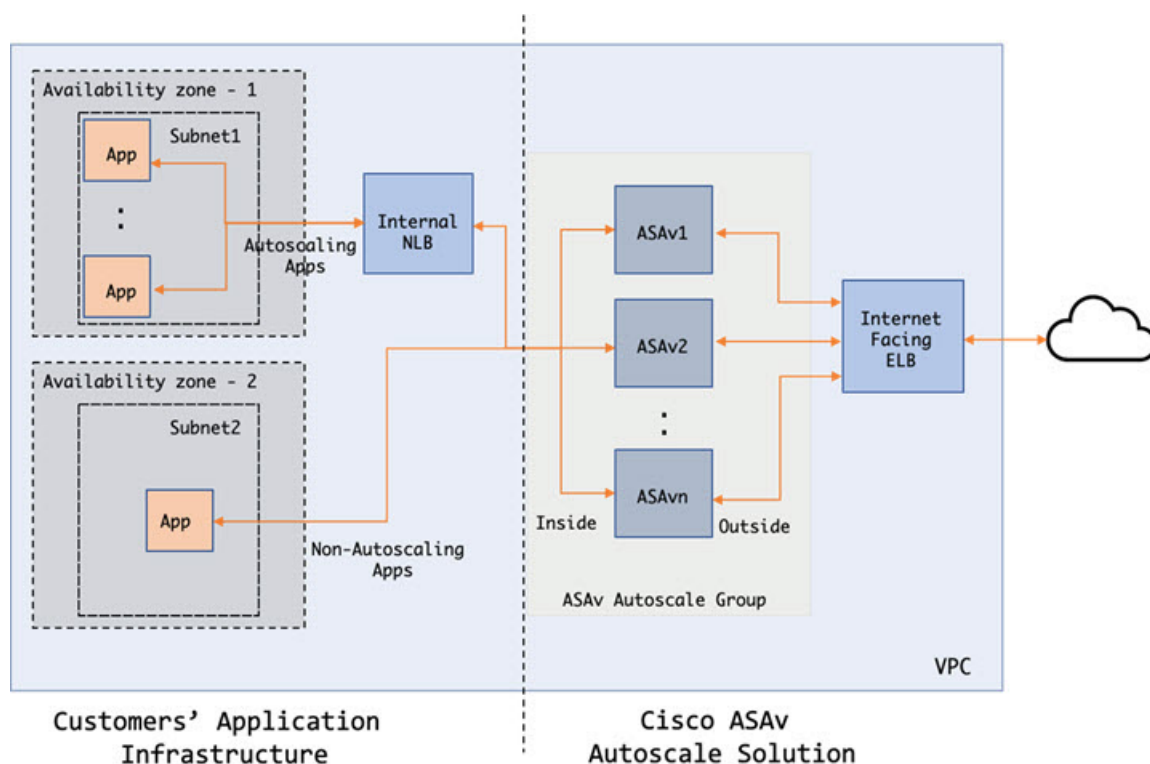 Availability zone - 1
Subnet1
App
:
App
Autoscaling
Apps
Internal
NLB
Availability zone - 2
Subnet2
App
Non-Autoscaling
Apps
ASAv1
ASAv2
:
ASAvn
Inside
Outside
ASAv Autoscale Group
Internet
Facing
ELB
VPC
Customers’ Application
Infrastructure
Cisco ASAv
Autoscale Solution